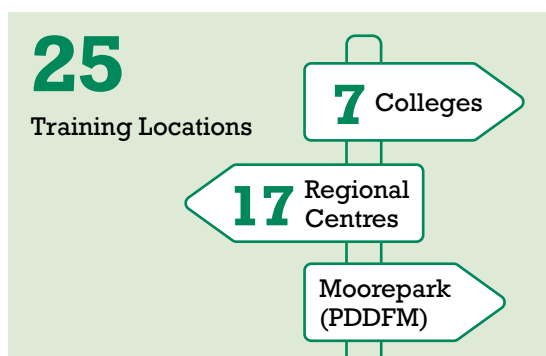 25
Training Locations
7 Colleges
17 Regional
Centres
Moorepark
(PDDFM)